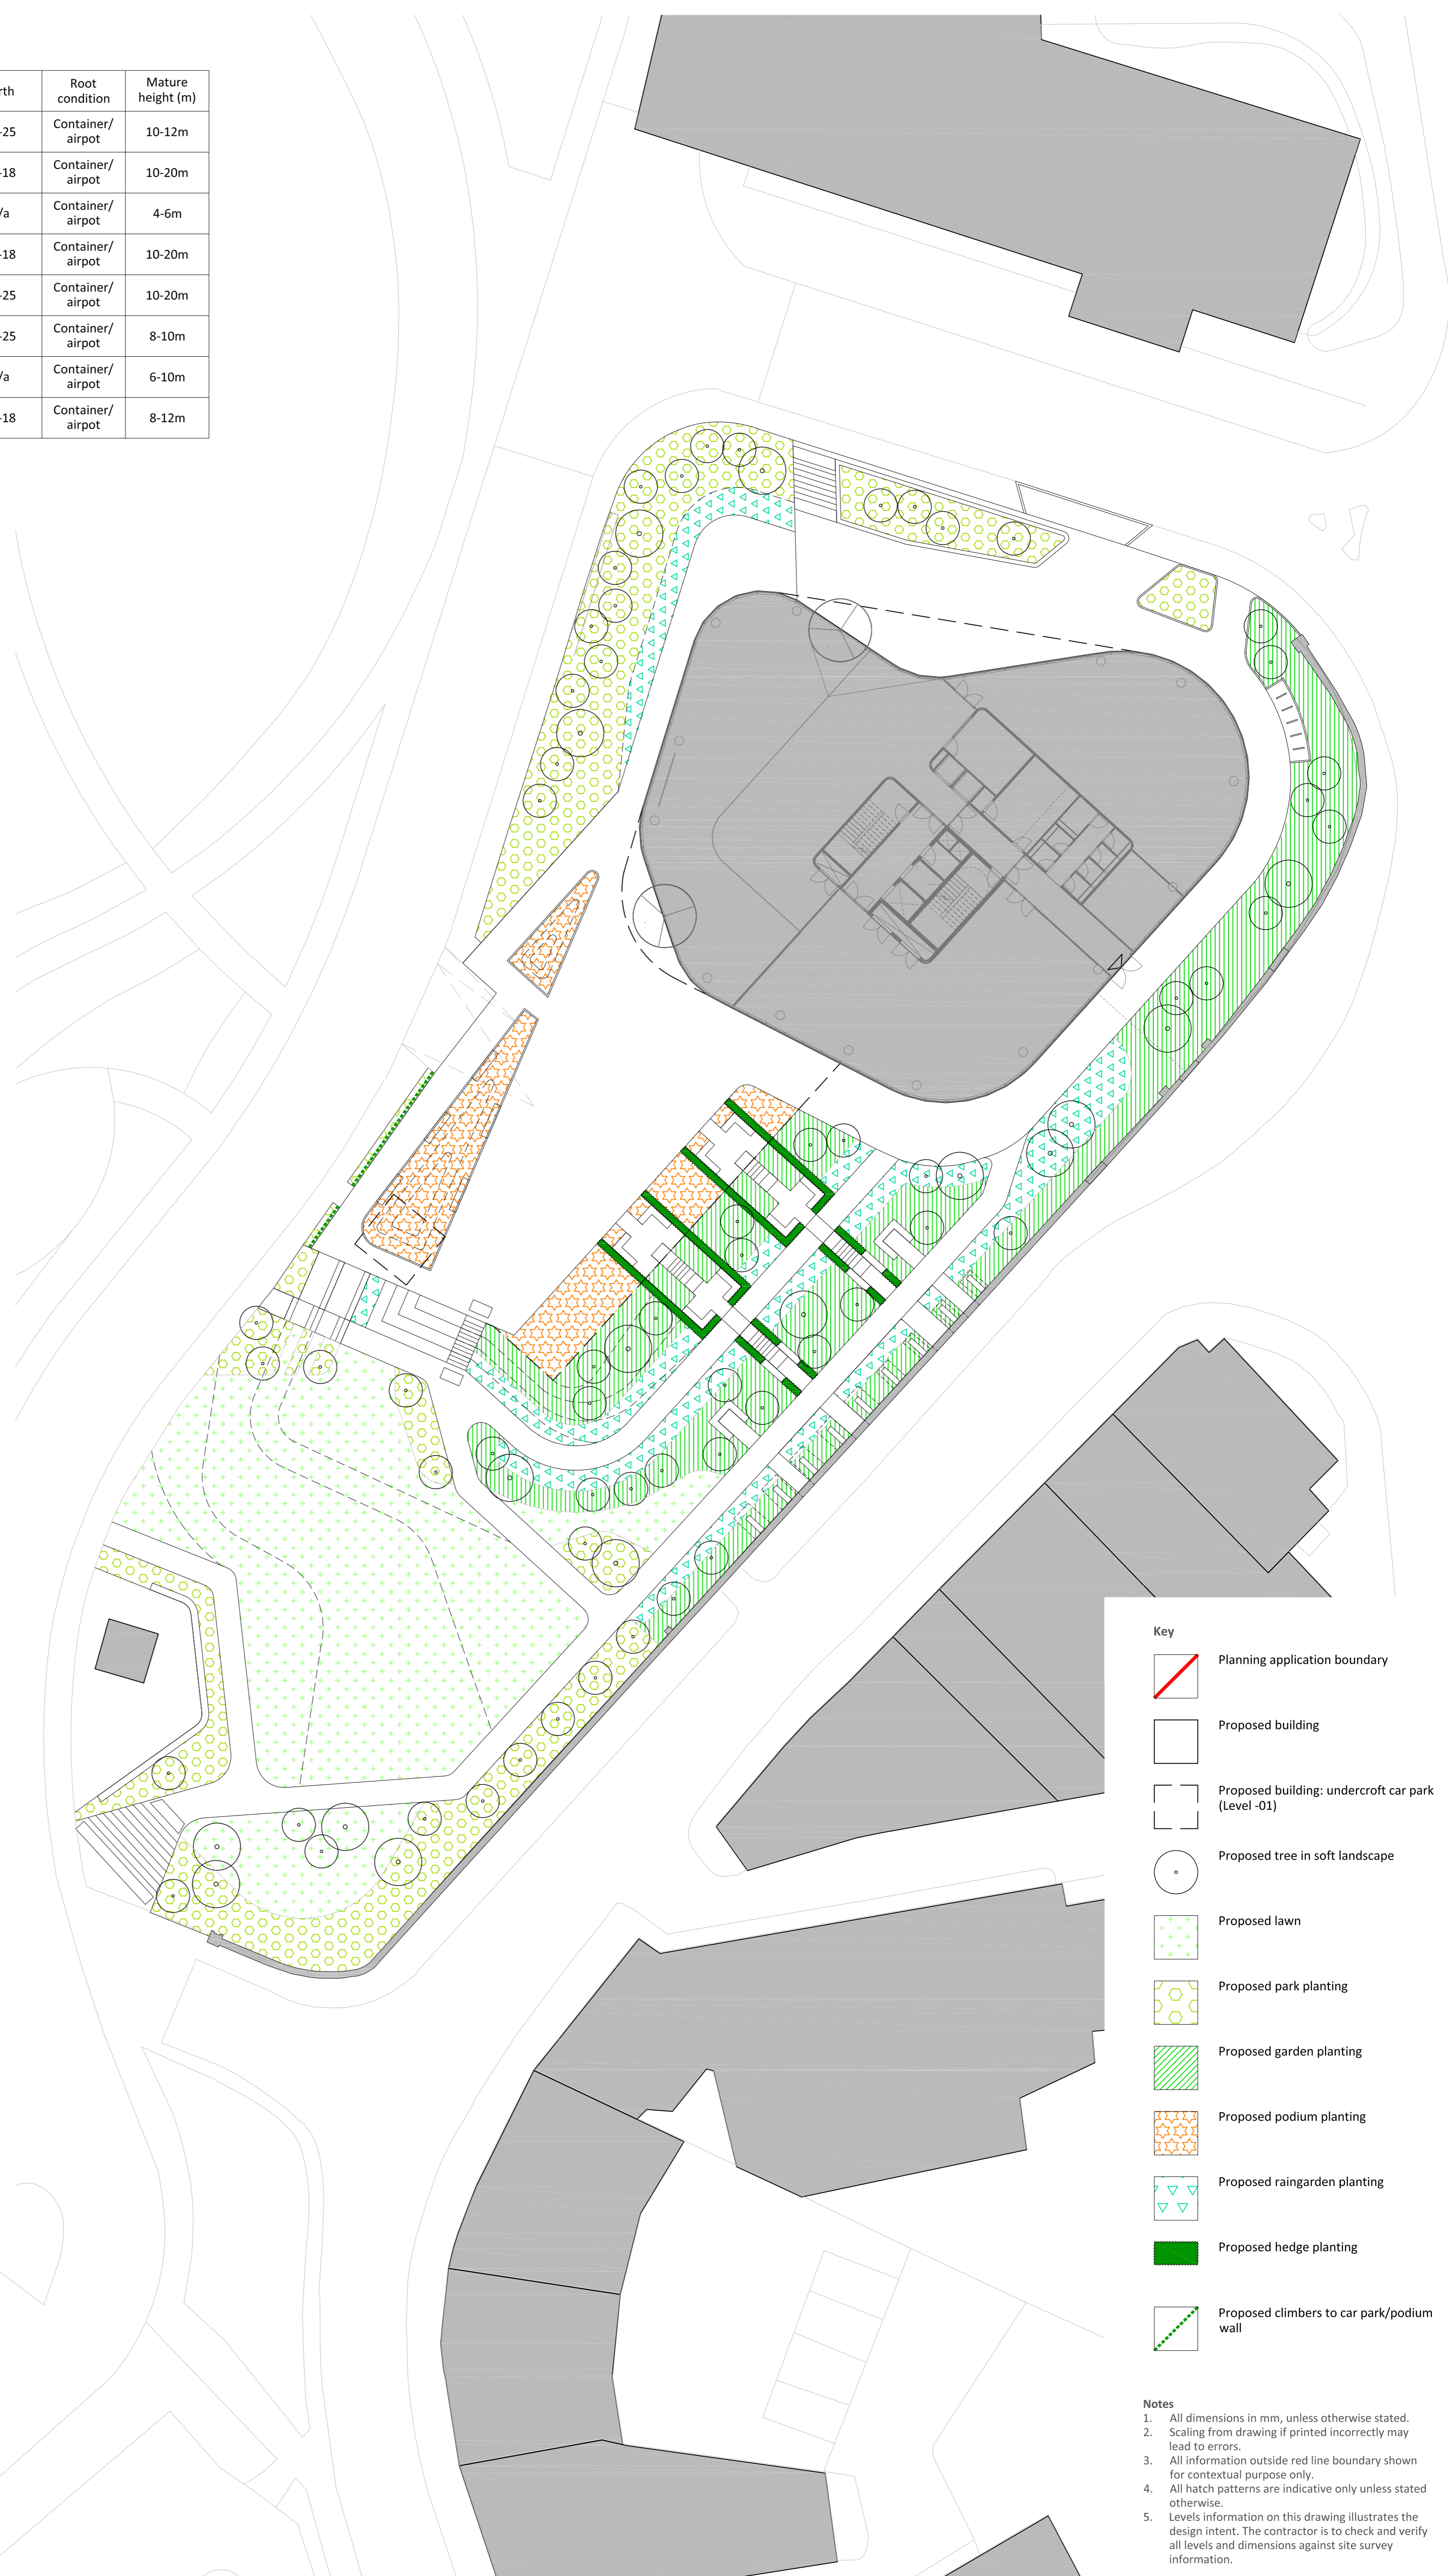 rth
Root
condition
Mature
height (m)
-25
Container/
airpot
10-12m
-18
Container/
airpot
10-20m
/a
Container/
airpot
4-6m
-18
Container/
airpot
10-20m
-25
Container/
airpot
10-20m
-25
Container/
airpot
8-10m
/a
Container/
airpot
6-10m
-18
Container/
airpot
8-12m
Key
Planning application boundary
Proposed building
Proposed building: undercroft car park
(Level -01)
Proposed tree in soft landscape
Proposed lawn
Proposed park planting
Proposed garden planting
Proposed podium planting
Proposed raingarden planting
Proposed hedge planting
Proposed climbers to car park/podium
wall
Notes
1. All dimensions in mm, unless otherwise stated.
2. Scaling from drawing if printed incorrectly may
lead to errors.
3. All information outside red line boundary shown
for contextual purpose only.
4. All hatch patterns are indicative only unless stated
otherwise.
5. Levels information on this drawing illustrates the
design intent. The contractor is to check and verify
all levels and dimensions against site survey
information.